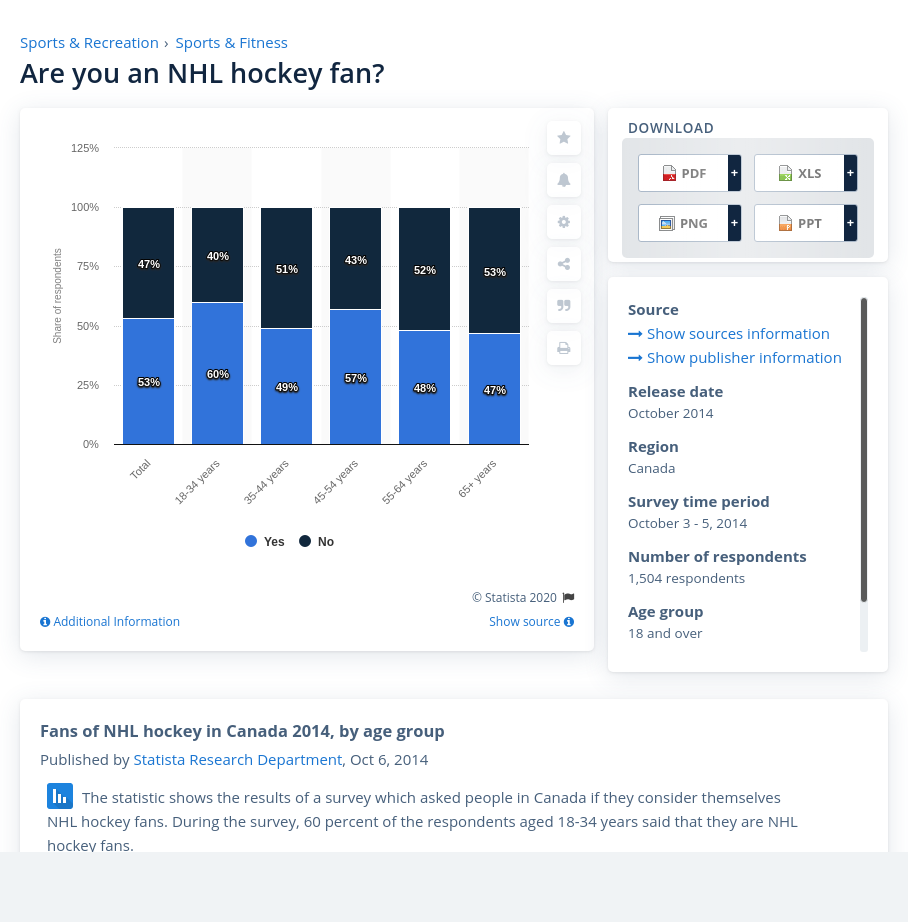 Sports & Recreation › Sports & Fitness
Are you an NHL hockey fan?
125%
100%
75%
50%
25%
0%
Share of respondents
47%
40%
51%
43%
52%
53%
53%
60%
49%
57%
48%
47%
Total
18-34 years
35-44 years
45-54 years
55-64 years
65+ years
Yes No
© Statista 2020
Additional Information
Show source
DOWNLOAD
PDF + XLS +
PNG + PPT +
Source
Show sources information
Show publisher information
Release date
October 2014
Region
Canada
Survey time period
October 3 - 5, 2014
Number of respondents
1,504 respondents
Age group
18 and over
Fans of NHL hockey in Canada 2014, by age group
Published by Statista Research Department, Oct 6, 2014
The statistic shows the results of a survey which asked people in Canada if they consider themselves
NHL hockey fans. During the survey, 60 percent of the respondents aged 18-34 years said that they are NHL
hockey fans.